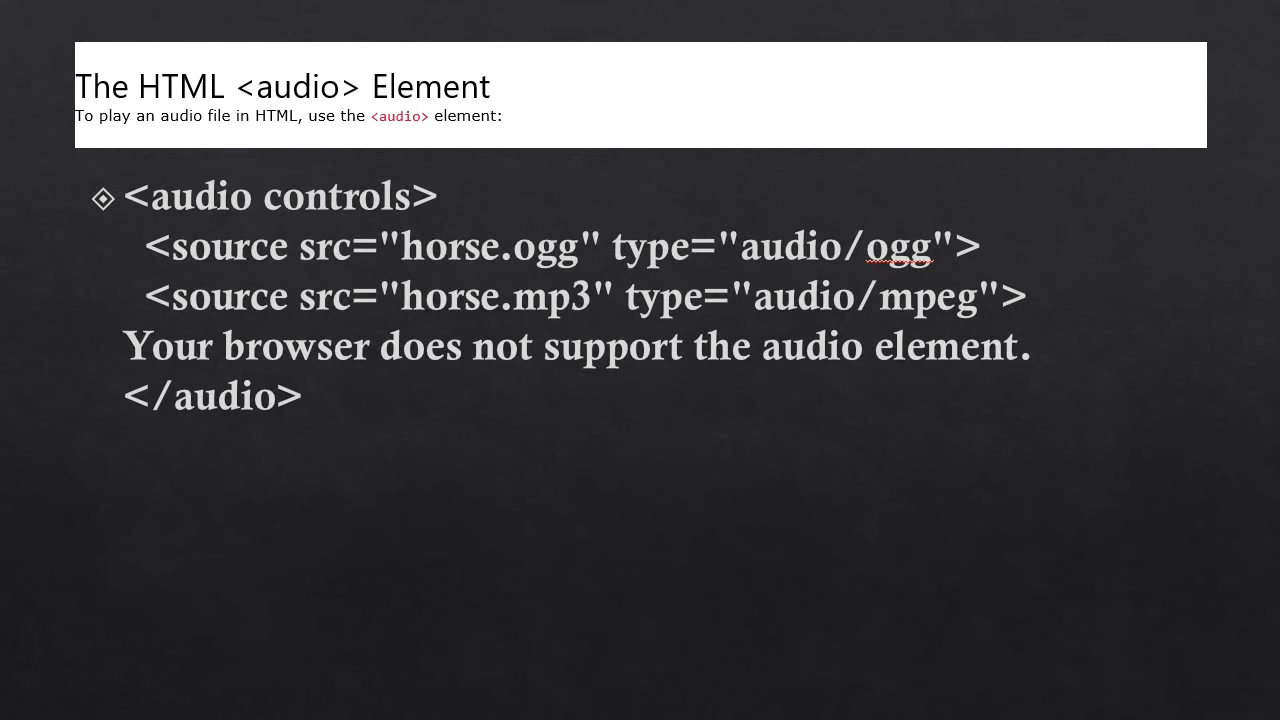 The HTML <audio> Element
To play an audio file in HTML, use the <audio> element:
<audio controls>
<source src="horse.ogg" type="audio/ogg">
<source src="horse.mp3" type="audio/mpeg">
Your browser does not support the audio element.
</audio>